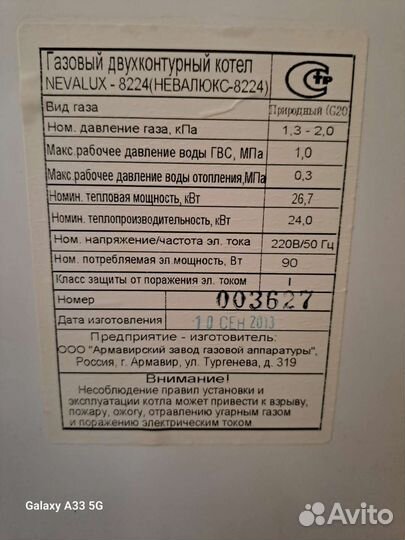 Газовый двухконтурный котел
NEVALUX - 8224(НЕВАЛЮКС-8224)
Вид газа Природный (G20
Ном. давление газа, кПа 1,3 - 2,0
Макс.рабочее давление воды ГВС, МПа 1,0
Макс.рабочее давление воды отопления,МПа 0,3
Номин. тепловая мощность, кВт 26,7
Номин. теплопроизводительность, кВт 24,0
Ном. напряжение/частота эл. тока 220В/50 Гц
Ном. потребляемая эл.мощность, Вт 90
Класс защиты от поражения эл. током I
Номер 003627
Дата изготовления 10 СЕН 2013
Предприятие - изготовитель:
ООО "Армавирский завод газовой аппаратуры",
Россия, г. Армавир, ул. Тургенева, д. 319
Внимание!
Несоблюдение правил установки и
эксплуатации котла может привести к взрыву,
пожару, ожогу, отравлению угарным газом
и поражению электрическим током
Galaxy A33 5G
Avito